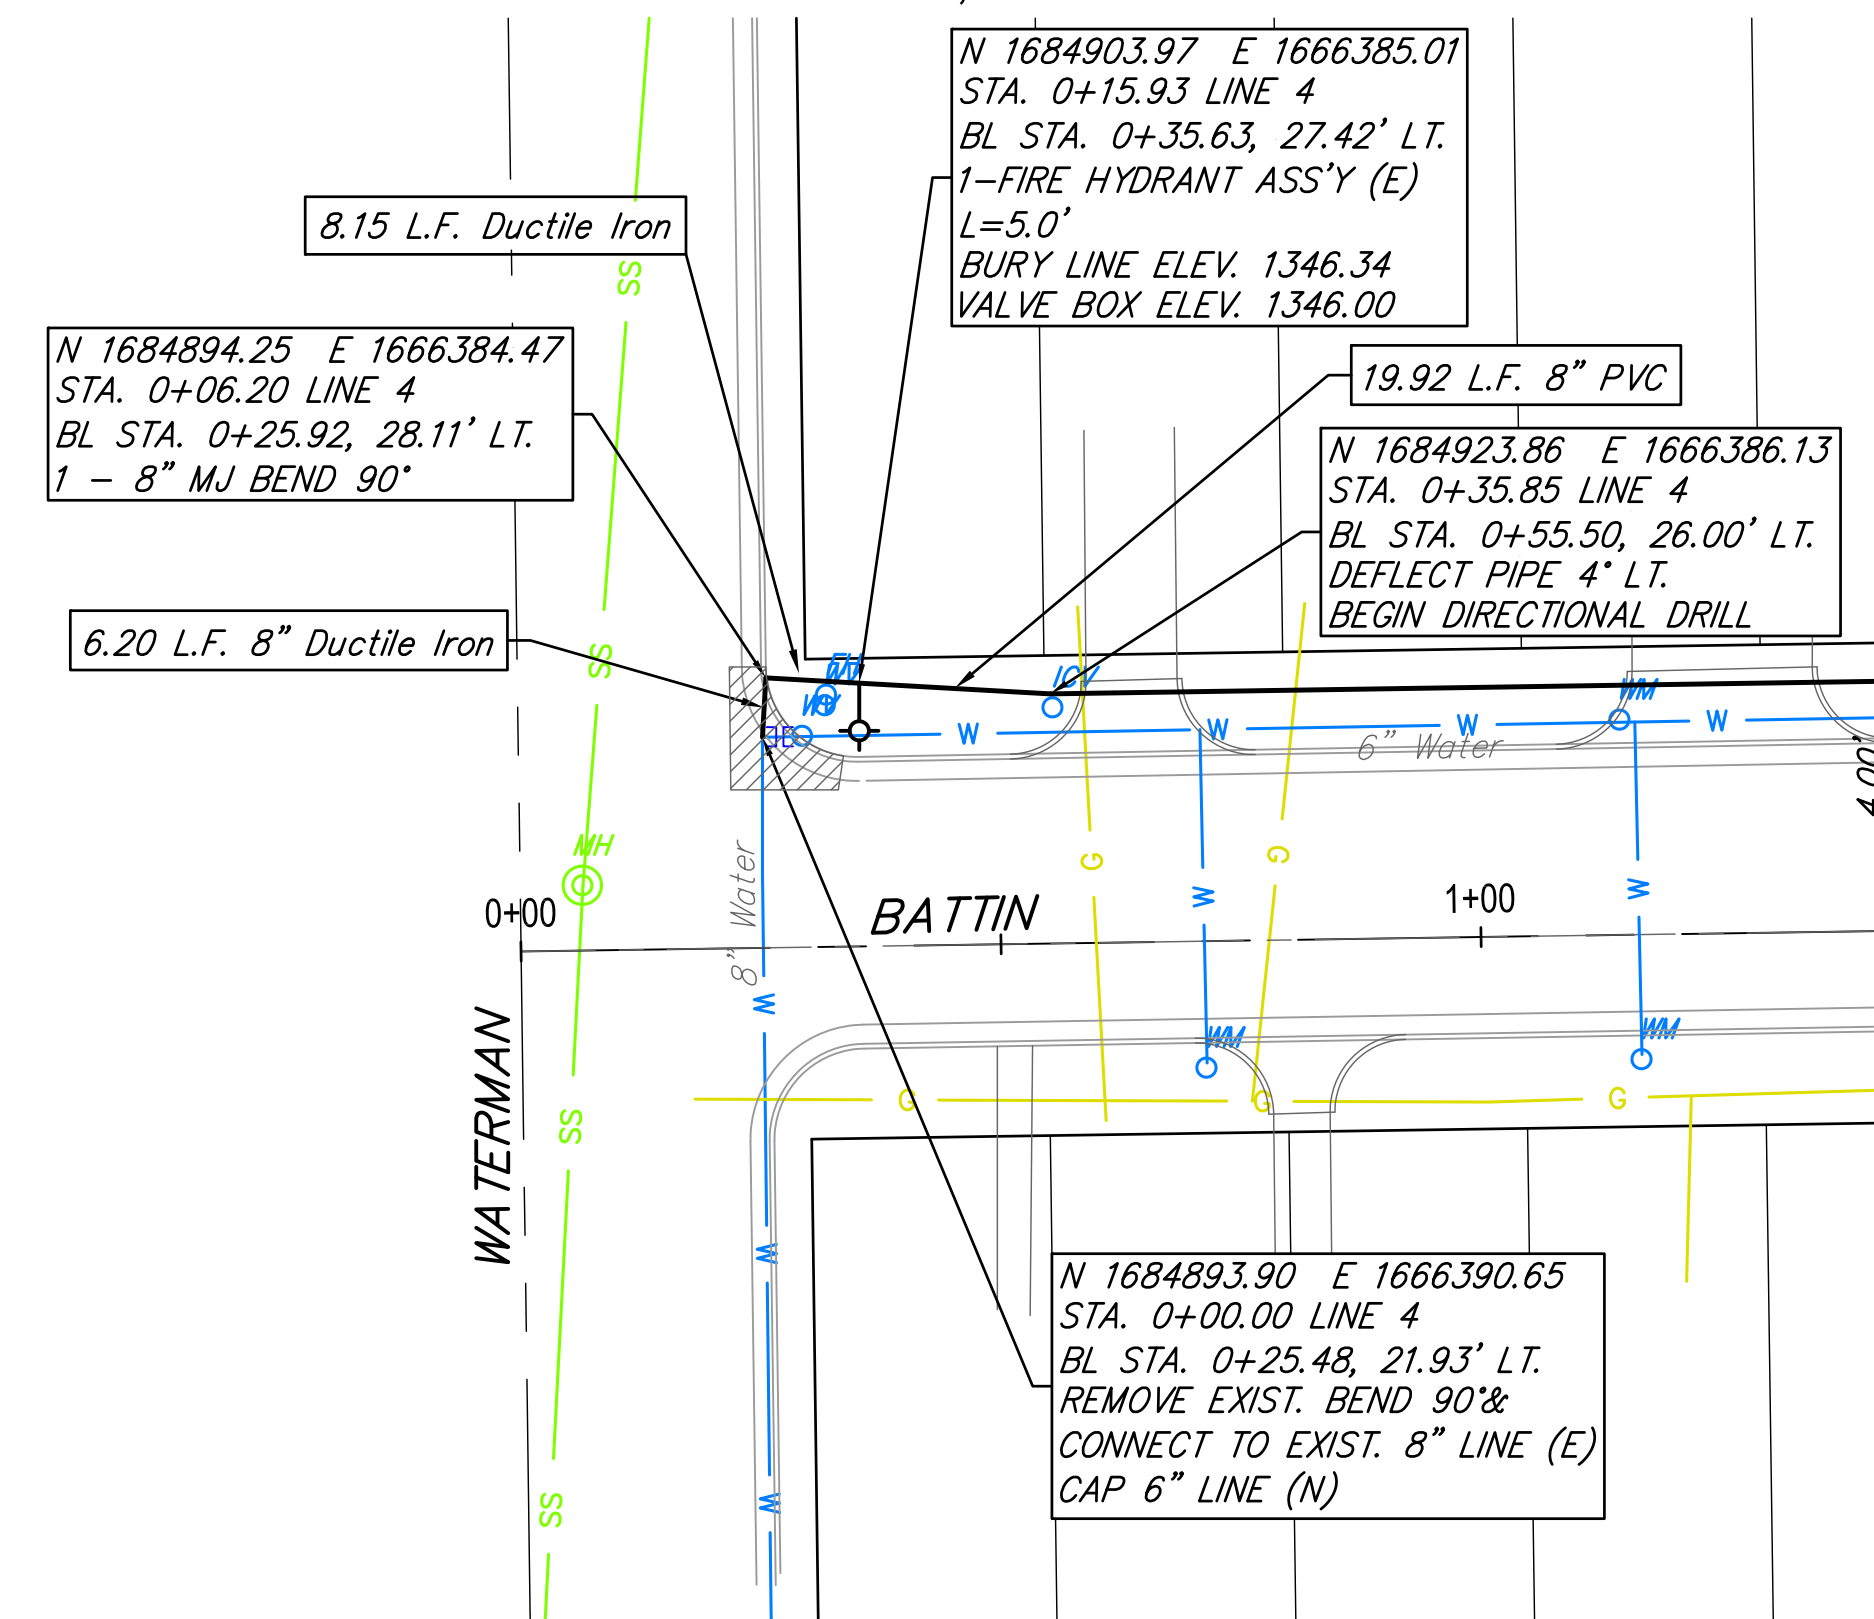 N 1684903.97 E 1666385.01
STA. 0+15.93 LINE 4
BL STA. 0+35.63, 27.42' LT.
1-FIRE HYDRANT ASS'Y (E)
L=5.0'
BURY LINE ELEV. 1346.34
VALVE BOX ELEV. 1346.00
8.15 L.F. Ductile Iron
SS
N 1684894.25 E 1666384.47
STA. 0+06.20 LINE 4
BL STA. 0+25.92, 28.11' LT.
1 - 8" MJ BEND 90°
19.92 L.F. 8" PVC
N 1684923.86 E 1666386.13
STA. 0+35.85 LINE 4
BL STA. 0+55.50, 26.00' LT.
DEFLECT PIPE 4° LT.
BEGIN DIRECTIONAL DRILL
6.20 L.F. 8" Ductile Iron
SS
FH
ICV
WM
W
W
W
W
6" Water
4.00'
MH
8" Water
G
G
W
W
0+00
BATTIN
1+00
W
WATERMAN
WM
WM
SS
G
G
G
W
N 1684893.90 E 1666390.65
STA. 0+00.00 LINE 4
BL STA. 0+25.48, 21.93' LT.
REMOVE EXIST. BEND 90°&
CONNECT TO EXIST. 8" LINE (E)
CAP 6" LINE (N)
SS
W